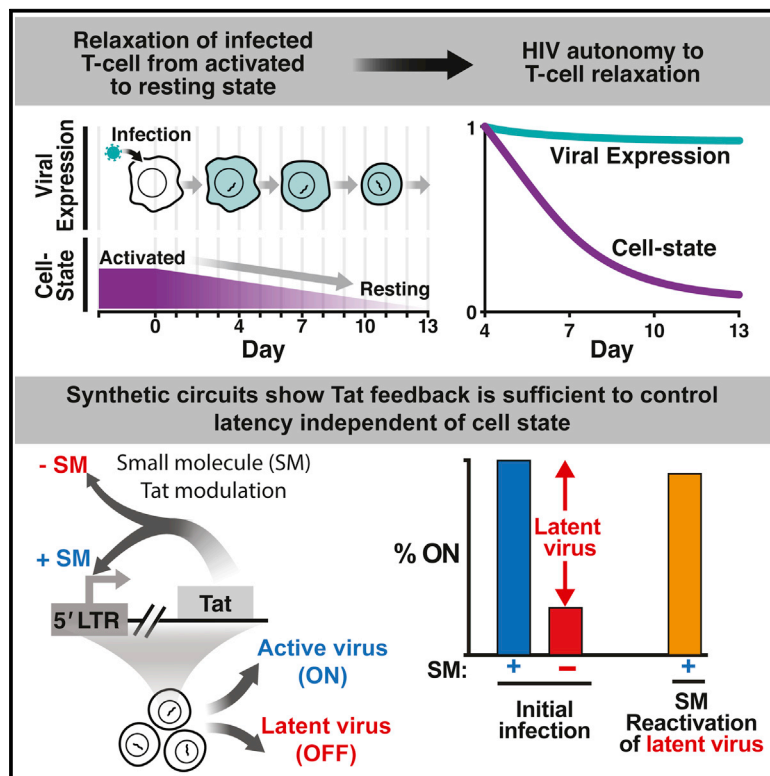 Relaxation of infected
T-cell from activated
to resting state
HIV autonomy to
T-cell relaxation
Viral
Expression
Infection
Cell-
State
Activated
Resting
0 4 7 10 13
Day
1
0
Viral Expression
Cell-state
4 7 10 13
Day
Synthetic circuits show Tat feedback is sufficient to control
latency independent of cell state
- SM
Small molecule (SM)
Tat modulation
+ SM
5' LTR
Tat
Active virus
(ON)
Latent virus
(OFF)
% ON
Latent
virus
SM: + − +
Initial
infection
SM
Reactivation
of latent virus